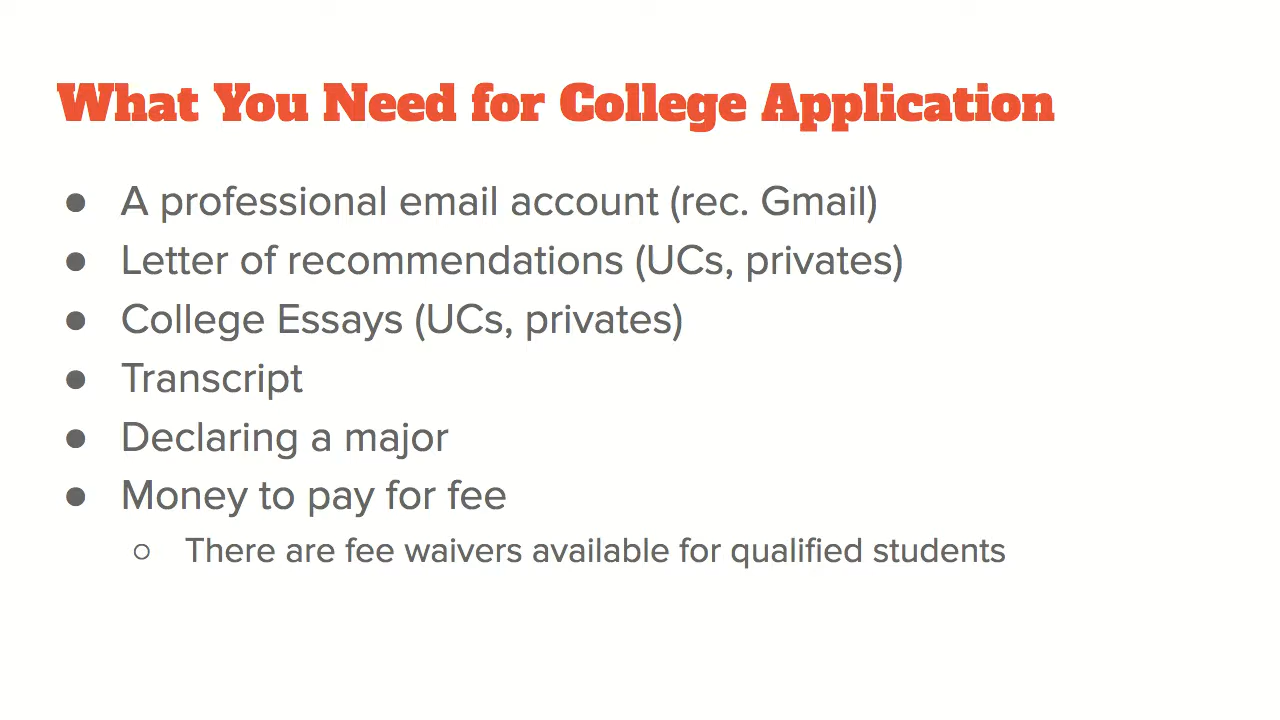 What You Need for College Application
● A professional email account (rec. Gmail)
● Letter of recommendations (UCs, privates)
● College Essays (UCs, privates)
● Transcript
● Declaring a major
● Money to pay for fee
○ There are fee waivers available for qualified students